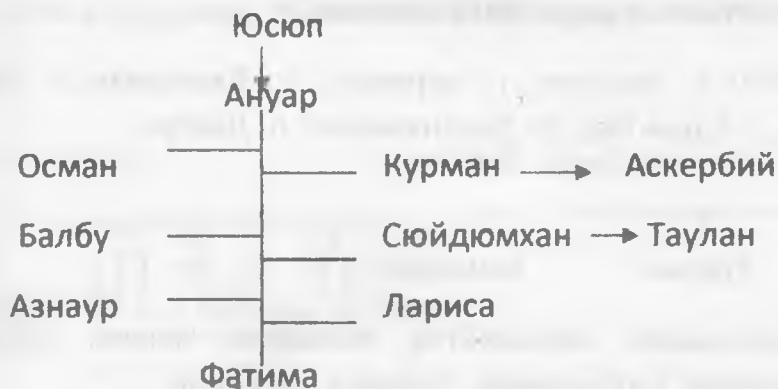 Юсюп
Ануар
Осман Курман Аскербий
Балбу Сюйдюмхан Таулан
Азнаур Лариса
Фатима